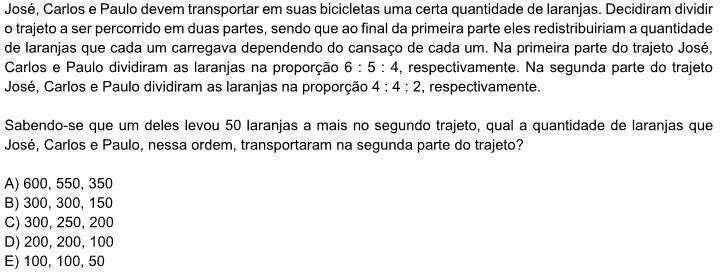 José, Carlos e Paulo devem transportar em suas bicicletas uma certa quantidade de laranjas. Decidiram dividir
o trajeto a ser percorrido em duas partes, sendo que ao final da primeira parte eles redistribuiriam a quantidade
de laranjas que cada um carregava dependendo do cansaço de cada um. Na primeira parte do trajeto José,
Carlos e Paulo dividiram as laranjas na proporção 6 : 5 : 4, respectivamente. Na segunda parte do trajeto
José, Carlos e Paulo dividiram as laranjas na proporção 4 : 4 : 2, respectivamente.
Sabendo-se que um deles levou 50 laranjas a mais no segundo trajeto, qual a quantidade de laranjas que
José, Carlos e Paulo, nessa ordem, transportaram na segunda parte do trajeto?
A) 600, 550, 350
B) 300, 300, 150
C) 300, 250, 200
D) 200, 200, 100
E) 100, 100, 50